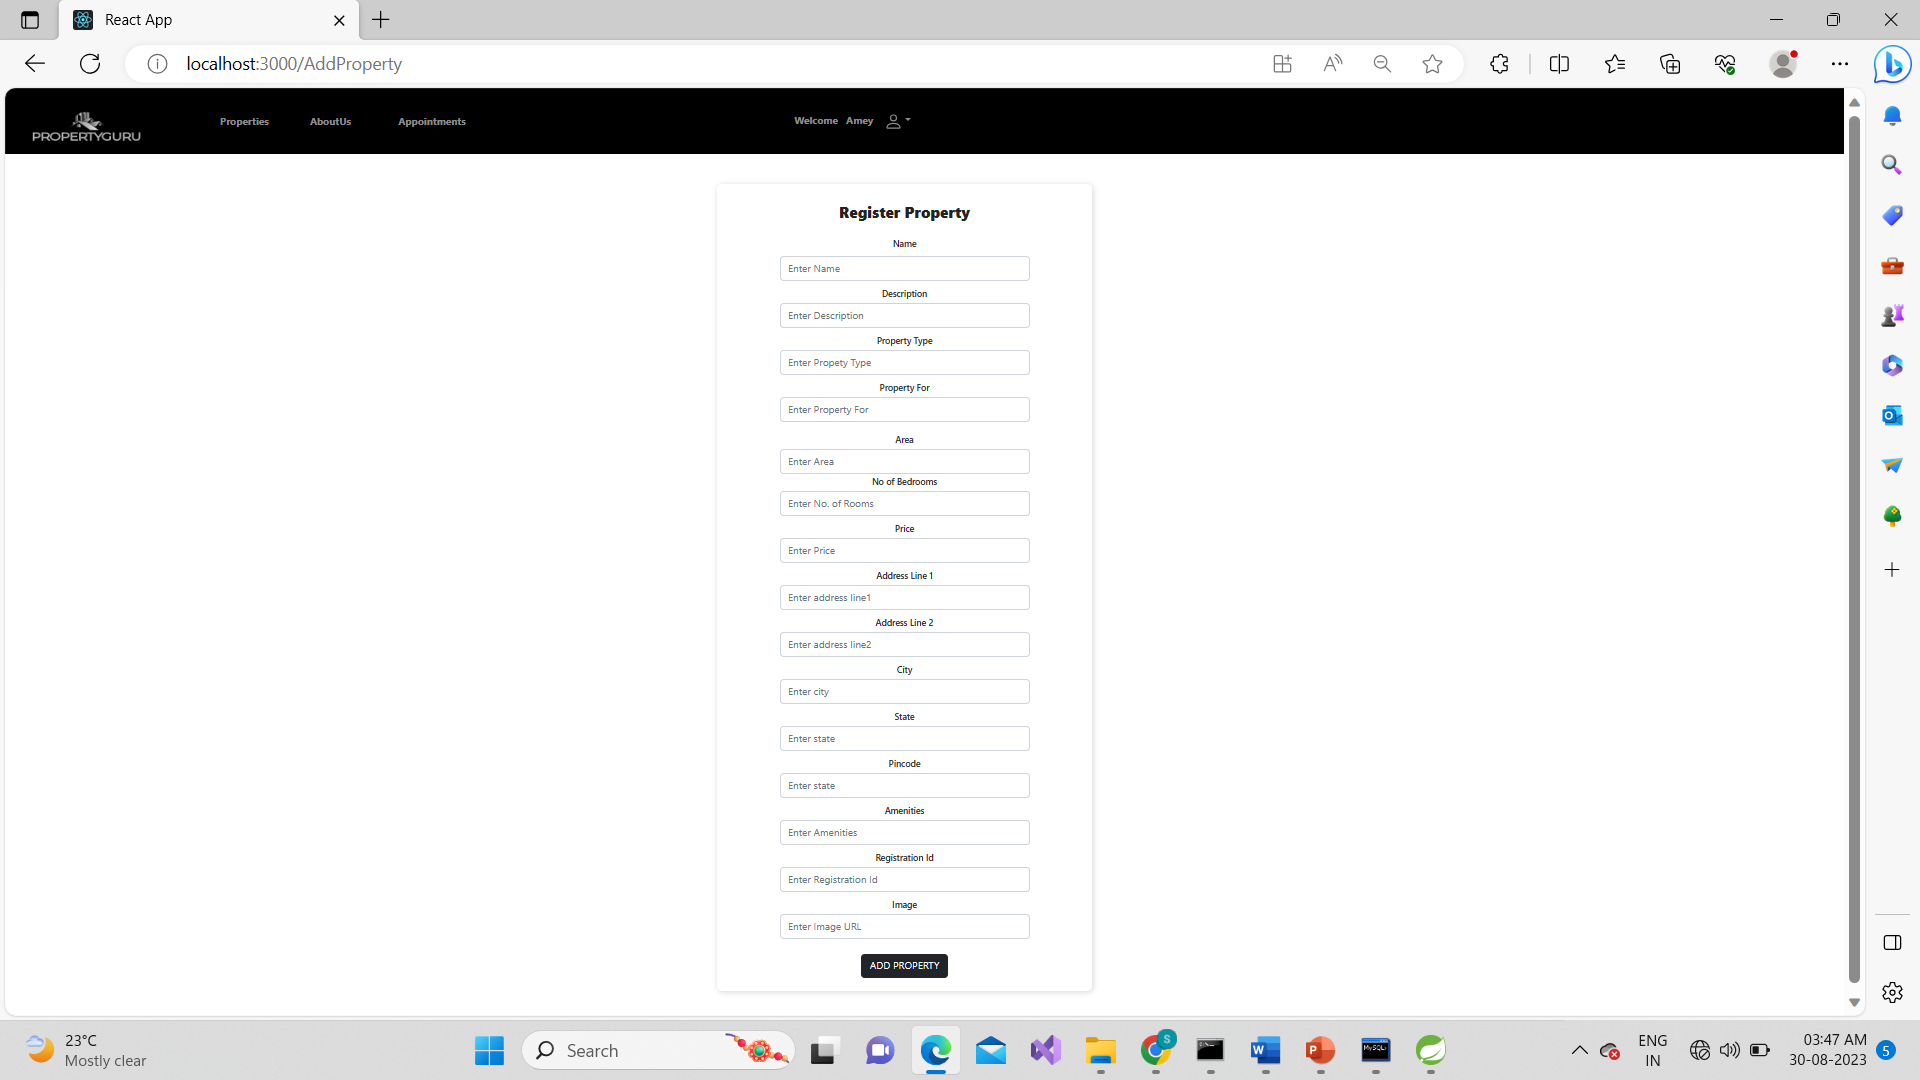 React App
localhost:3000/AddProperty
PROPERTYGURU
Properties
AboutUs
Appointments
Welcome Amey
Register Property
Name
Enter Name
Description
Enter Description
Property Type
Enter Propety Type
Property For
Enter Property For
Area
Enter Area
No of Bedrooms
Enter No. of Rooms
Price
Enter Price
Address Line 1
Enter address line1
Address Line 2
Enter address line2
City
Enter city
State
Enter state
Pincode
Enter state
Amenities
Enter Amenities
Registration Id
Enter Registration Id
Image
Enter Image URL
ADD PROPERTY
23°C
Mostly clear
Search
S
MySQL
ENG
IN
03:47 AM
30-08-2023
5